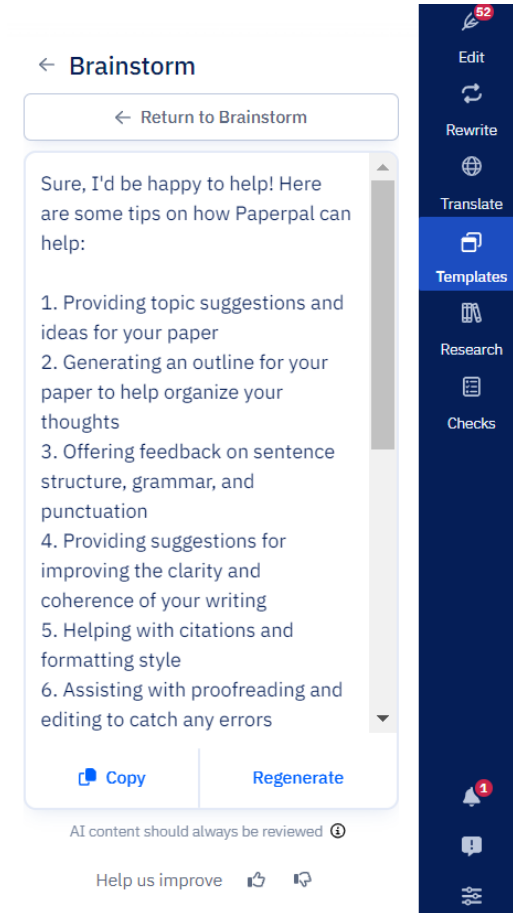 ← Brainstorm
← Return to Brainstorm
Sure, I'd be happy to help! Here
are some tips on how Paperpal can
help:
1. Providing topic suggestions and
ideas for your paper
2. Generating an outline for your
paper to help organize your
thoughts
3. Offering feedback on sentence
structure, grammar, and
punctuation
4. Providing suggestions for
improving the clarity and
coherence of your writing
5. Helping with citations and
formatting style
6. Assisting with proofreading and
editing to catch any errors
Copy
Regenerate
AI content should always be reviewed
Help us improve
52
Edit
Rewrite
Translate
Templates
Research
Checks
1